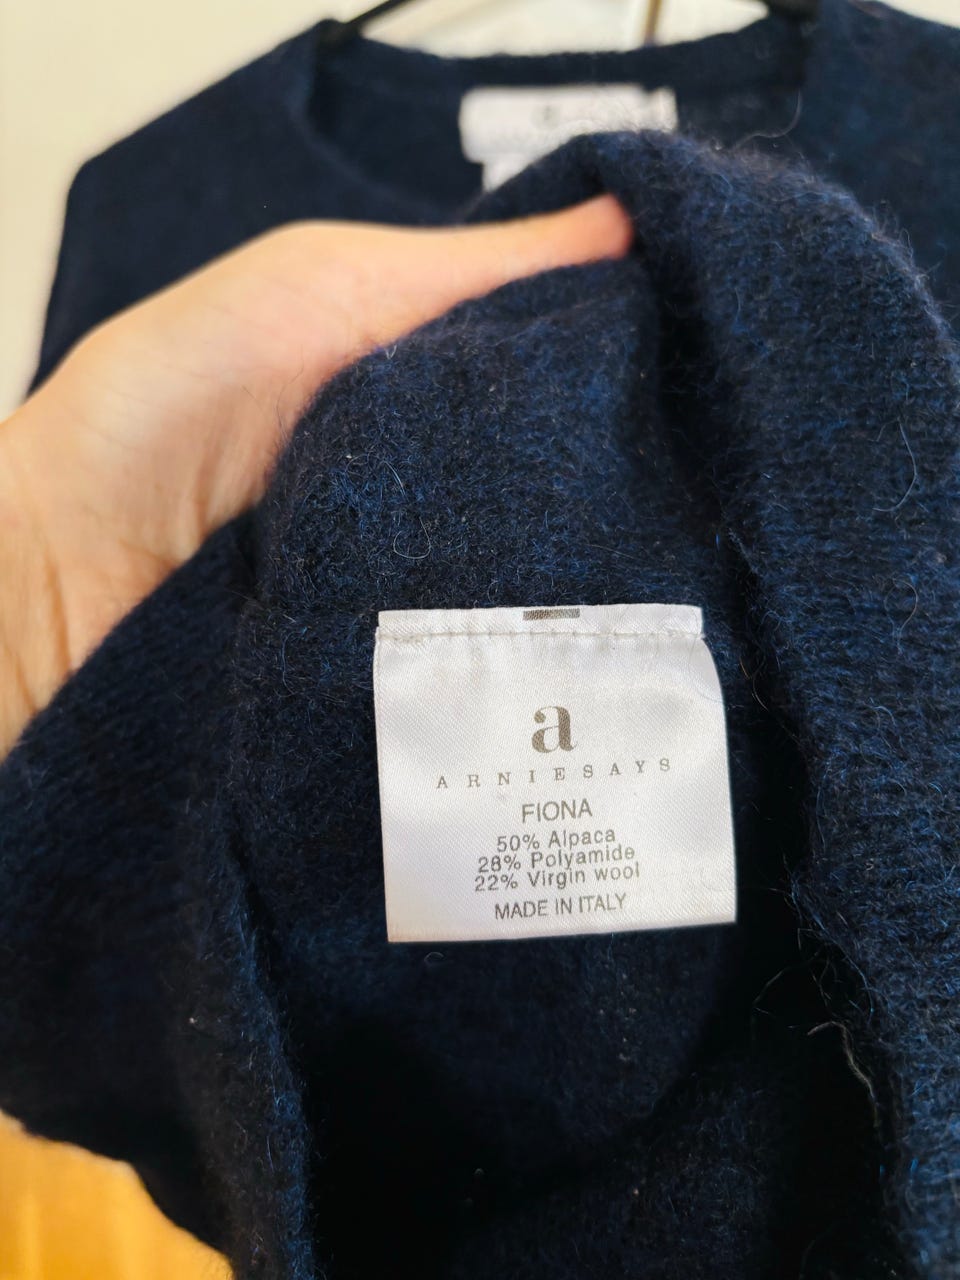 a
ARNIESAYS
FIONA
50% Alpaca
28% Polyamide
22% Virgin wool
MADE IN ITALY